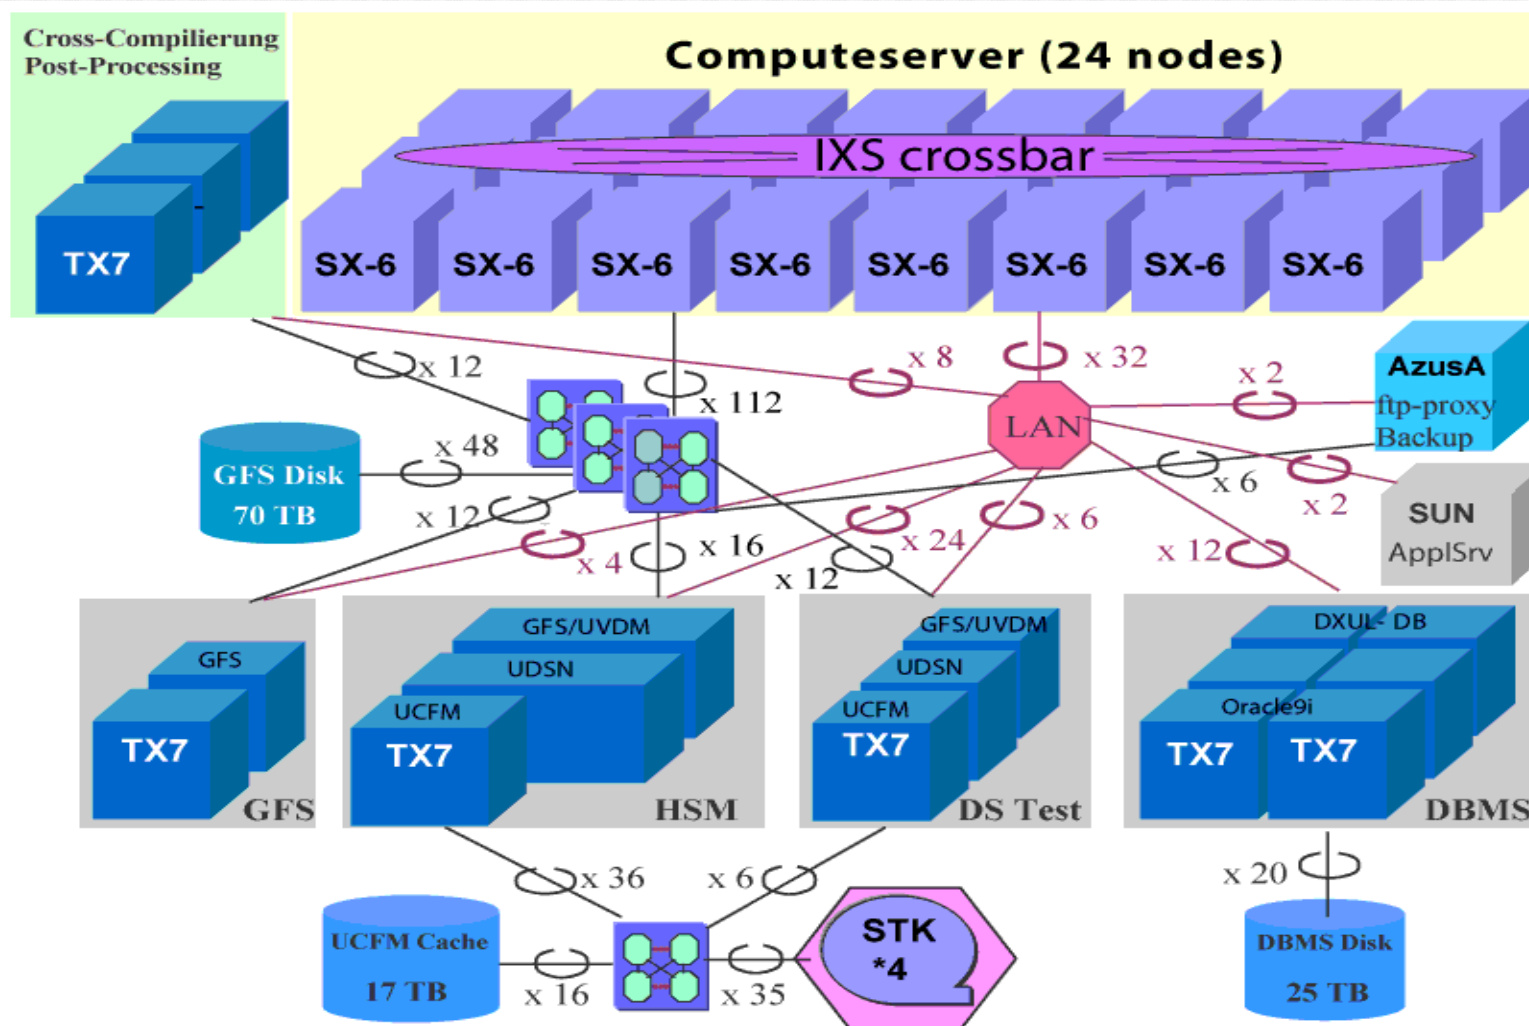 Cross-Compilierung
Post-Processing
TX7
Computeserver (24 nodes)
IXS crossbar
SX-6 SX-6 SX-6 SX-6 SX-6 SX-6 SX-6 SX-6
x 12
x 112
x 8
x 32
x 2
AzusA
ftp-proxy
Backup
LAN
GFS Disk
70 TB
x 48
x 12
x 4
x 16
x 24
x 12
x 6
x 12
x 6
x 2
SUN
ApplSrv
GFS
TX7
GFS
GFS/UVDM
UDSN
UCFM
TX7
HSM
GFS/UVDM
UDSN
UCFM
TX7
DS Test
DXUL- DB
Oracle9i
TX7 TX7
DBMS
x 36
x 6
x 20
UCFM Cache
17 TB
x 16
x 35
STK
*4
DBMS Disk
25 TB